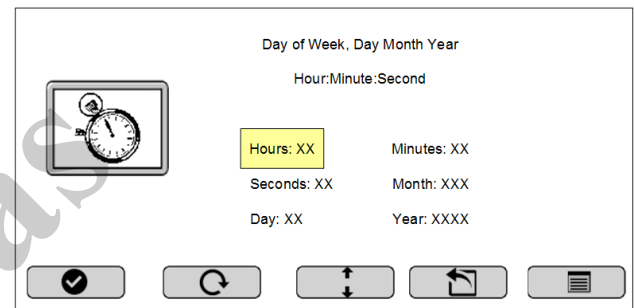 Day of Week, Day Month Year
Hour:Minute:Second
Hours: XX Minutes: XX
Seconds: XX Month: XXX
Day: XX Year: XXXX